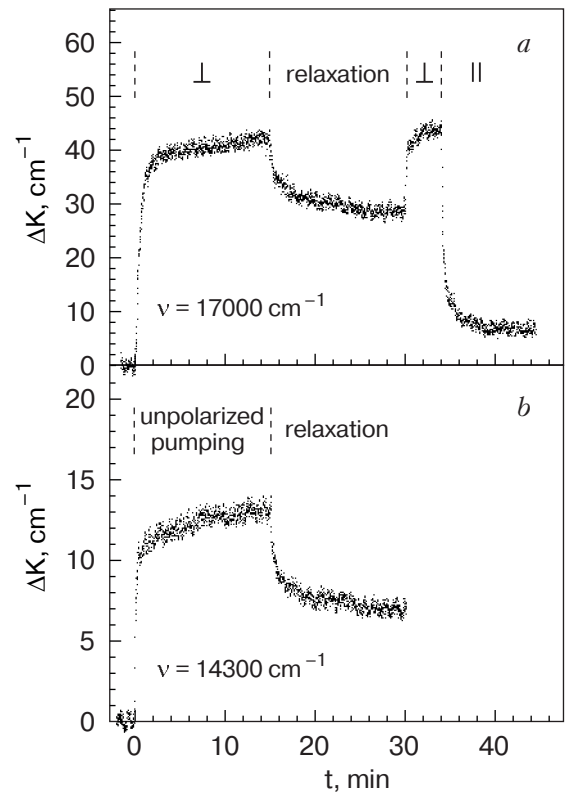 a
60
⊥ relaxation ⊥ ||
50
40
ΔK, cm⁻¹
30
20
10
ν = 17000 cm⁻¹
0
b
20
unpolarized
pumping
relaxation
15
ΔK, cm⁻¹
10
5
ν = 14300 cm⁻¹
0
0 10 20 30 40
t, min